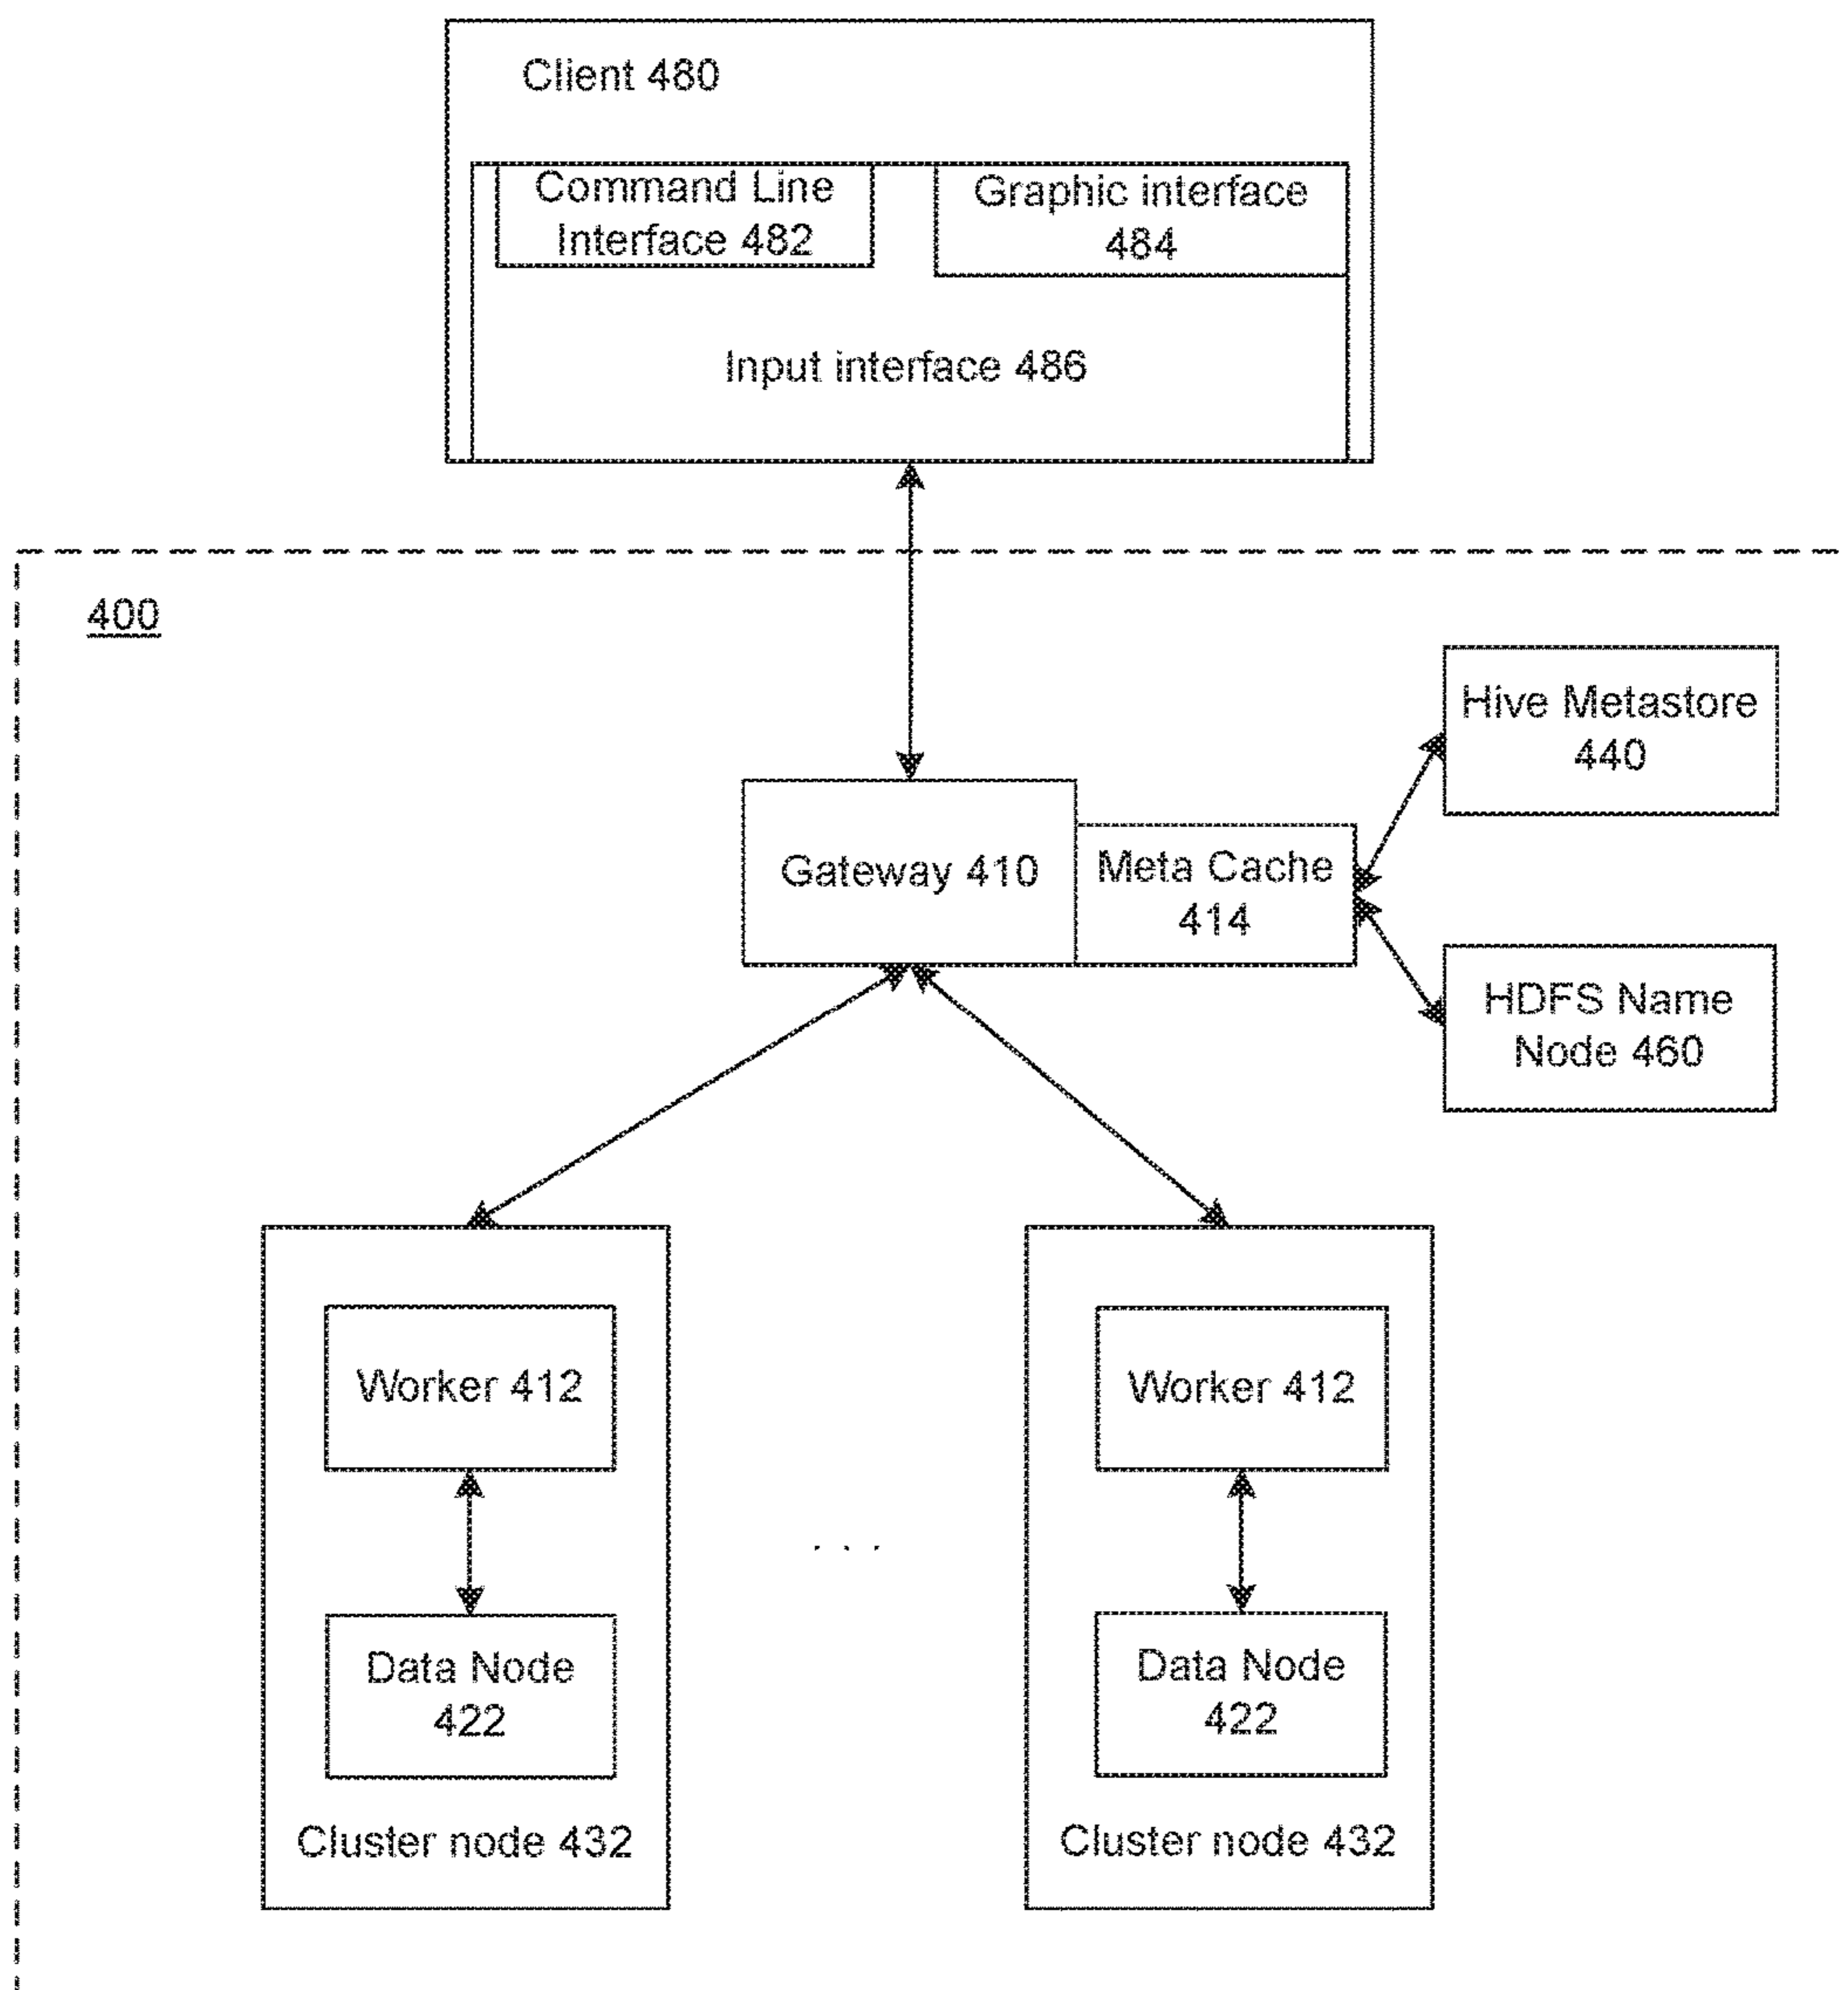 Client 480
Command Line
Interface 482
Graphic interface
484
Input interface 486
400
Hive Metastore
440
Gateway 410
Meta Cache
414
HDFS Name
Node 460
Worker 412
Worker 412
. . .
Data Node
422
Data Node
422
Cluster node 432
Cluster node 432